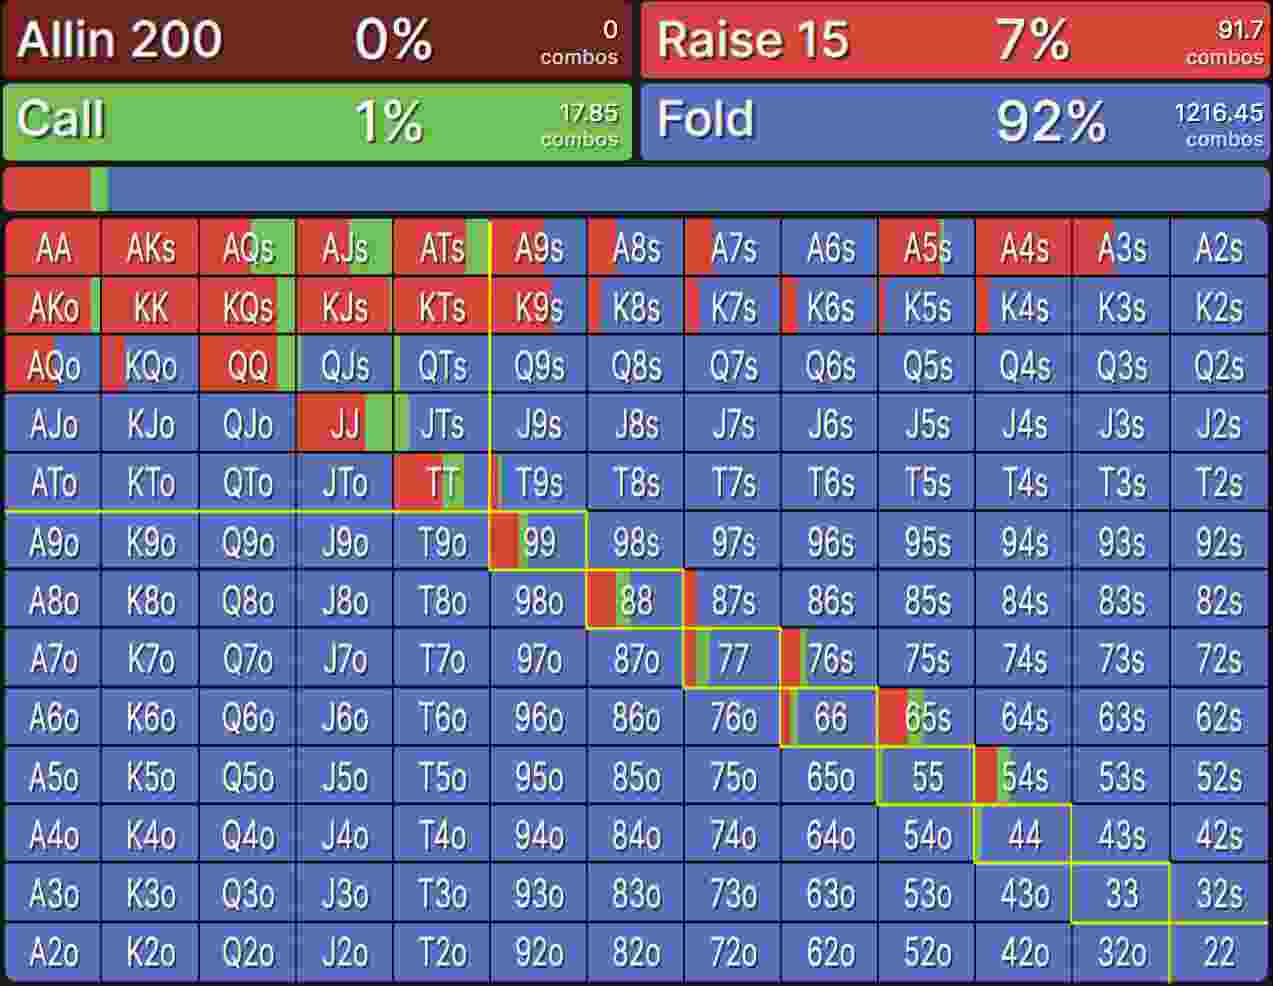 Allin 200 0% 0 combos
Raise 15 7% 91.7 combos
Call 1% 17.85 combos
Fold 92% 1216.45 combos
AA AKs AQs AJs ATs A9s A8s A7s A6s A5s A4s A3s A2s
AKo KK KQs KJs KTs K9s K8s K7s K6s K5s K4s K3s K2s
AQo KQo QQ QJs QTs Q9s Q8s Q7s Q6s Q5s Q4s Q3s Q2s
AJo KJo QJo JJ JTs J9s J8s J7s J6s J5s J4s J3s J2s
ATo KTo QTo JTo TT T9s T8s T7s T6s T5s T4s T3s T2s
A9o K9o Q9o J9o T9o 99 98s 97s 96s 95s 94s 93s 92s
A8o K8o Q8o J8o T8o 98o 88 87s 86s 85s 84s 83s 82s
A7o K7o Q7o J7o T7o 97o 87o 77 76s 75s 74s 73s 72s
A6o K6o Q6o J6o T6o 96o 86o 76o 66 65s 64s 63s 62s
A5o K5o Q5o J5o T5o 95o 85o 75o 65o 55 54s 53s 52s
A4o K4o Q4o J4o T4o 94o 84o 74o 64o 54o 44 43s 42s
A3o K3o Q3o J3o T3o 93o 83o 73o 63o 53o 43o 33 32s
A2o K2o Q2o J2o T2o 92o 82o 72o 62o 52o 42o 32o 22